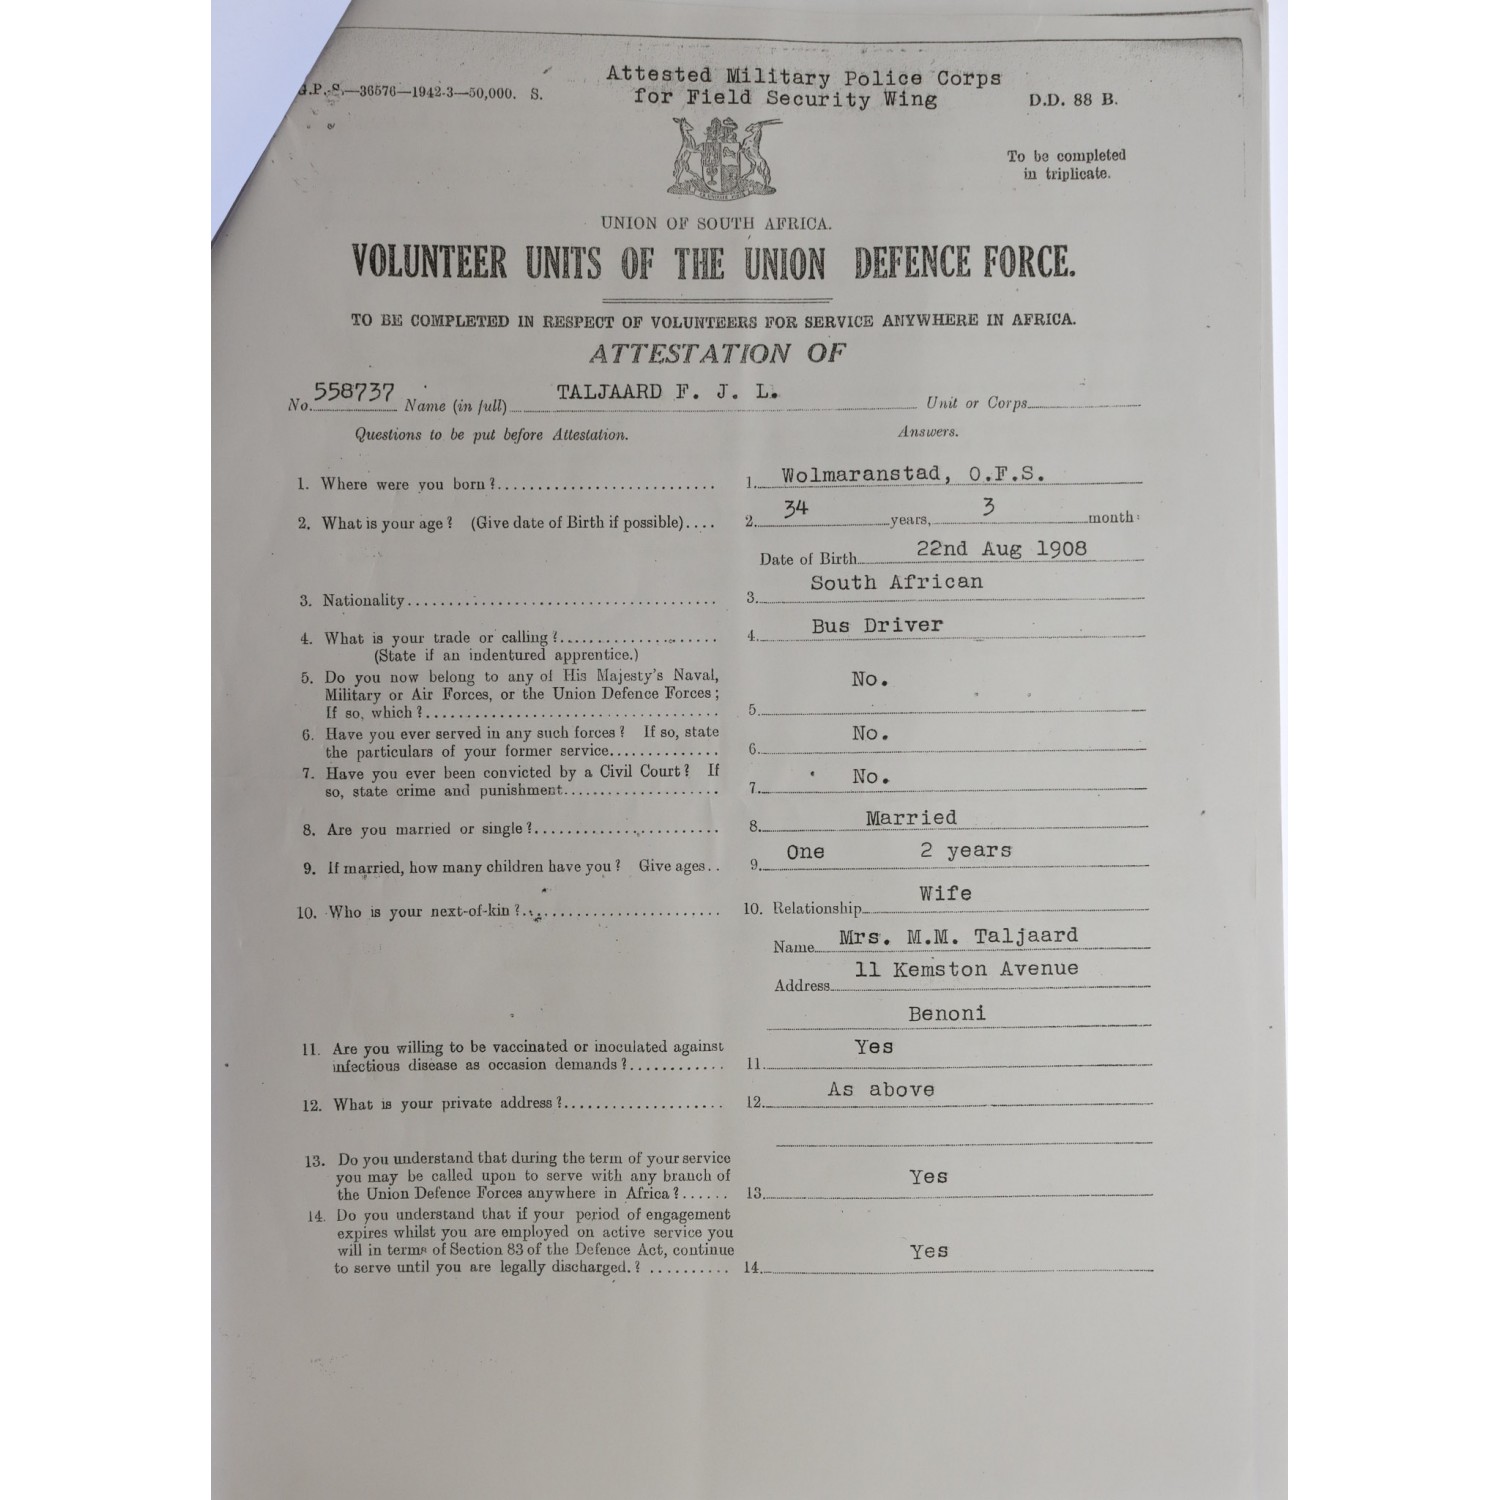 G.P.-S.—36576—1942-3—50,000. S.
Attested Military Police Corps
for Field Security Wing
D.D. 88 B.
To be completed
in triplicate.
UNION OF SOUTH AFRICA.
VOLUNTEER UNITS OF THE UNION DEFENCE FORCE.
TO BE COMPLETED IN RESPECT OF VOLUNTEERS FOR SERVICE ANYWHERE IN AFRICA.
ATTESTATION OF
No. 558737 Name (in full) TALJAARD F. J. L. Unit or Corps
Questions to be put before Attestation. Answers.
1. Where were you born? 1. Wolmaranstad, O.F.S.
2. What is your age? (Give date of Birth if possible) 2. 34 years, 3 month
Date of Birth 22nd Aug 1908
3. Nationality 3. South African
4. What is your trade or calling? 4. Bus Driver
(State if an indentured apprentice.)
5. Do you now belong to any of His Majesty's Naval,
Military or Air Forces, or the Union Defence Forces;
If so, which? 5. No.
6. Have you ever served in any such forces? If so, state
the particulars of your former service 6. No.
7. Have you ever been convicted by a Civil Court? If
so, state crime and punishment 7. No.
8. Are you married or single? 8. Married
9. If married, how many children have you? Give ages 9. One 2 years
10. Who is your next-of-kin? 10. Relationship Wife
Name Mrs. M.M. Taljaard
Address 11 Kemston Avenue
Benoni
11. Are you willing to be vaccinated or inoculated against
infectious disease as occasion demands? 11. Yes
12. What is your private address? 12. As above
13. Do you understand that during the term of your service
you may be called upon to serve with any branch of
the Union Defence Forces anywhere in Africa? 13. Yes
14. Do you understand that if your period of engagement
expires whilst you are employed on active service you
will in terms of Section 83 of the Defence Act, continue
to serve until you are legally discharged.? 14. Yes